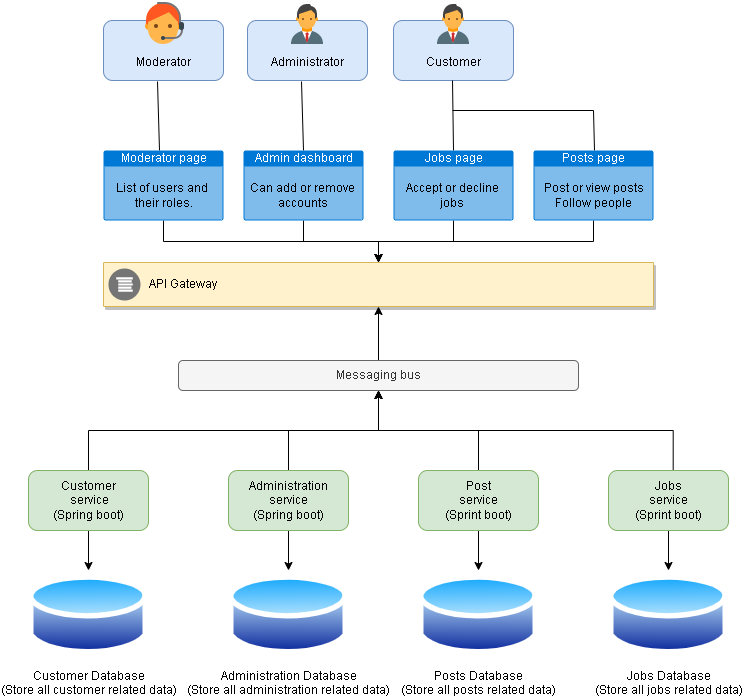 Moderator
Administrator
Customer
Moderator page
List of users and
their roles.
Admin dashboard
Can add or remove
accounts
Jobs page
Accept or decline
jobs
Posts page
Post or view posts
Follow people
API Gateway
Messaging bus
Customer
service
(Spring boot)
Administration
service
(Spring boot)
Post
service
(Sprint boot)
Jobs
service
(Sprint boot)
Customer Database
(Store all customer related data)
Administration Database
(Store all administration related data)
Posts Database
(Store all posts related data)
Jobs Database
(Store all jobs related data)